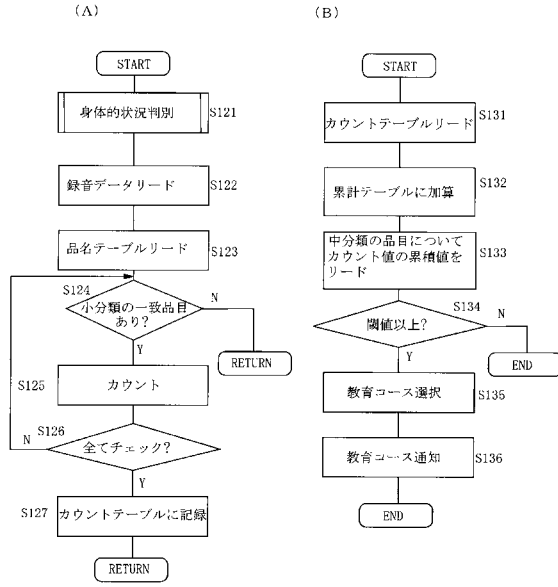 (A)
START
身体的状況判別
S121
録音データリード
S122
品名テーブルリード
S123
S124
小分類の一致品目
あり?
N
Y
RETURN
S125
カウント
S126
N
全てチェック?
Y
S127
カウントテーブルに記録
RETURN
(B)
START
S131
カウントテーブルリード
S132
累計テーブルに加算
中分類の品目について
カウント値の累積値を
リード
S133
S134
閾値以上?
N
Y
END
教育コース選択
S135
教育コース通知
S136
END